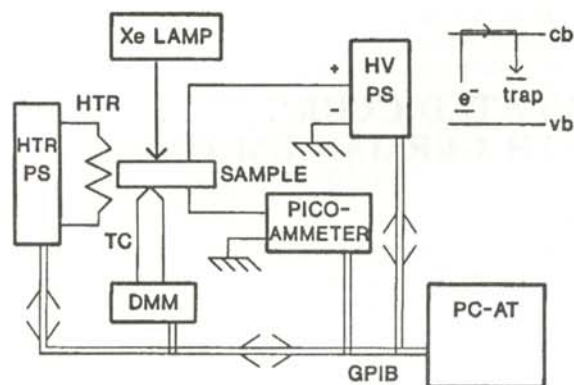 Xe LAMP
+
HV
PS
-
cb
e-
trap
vb
HTR
HTR
PS
SAMPLE
TC
PICO-
AMMETER
DMM
PC-AT
GPIB